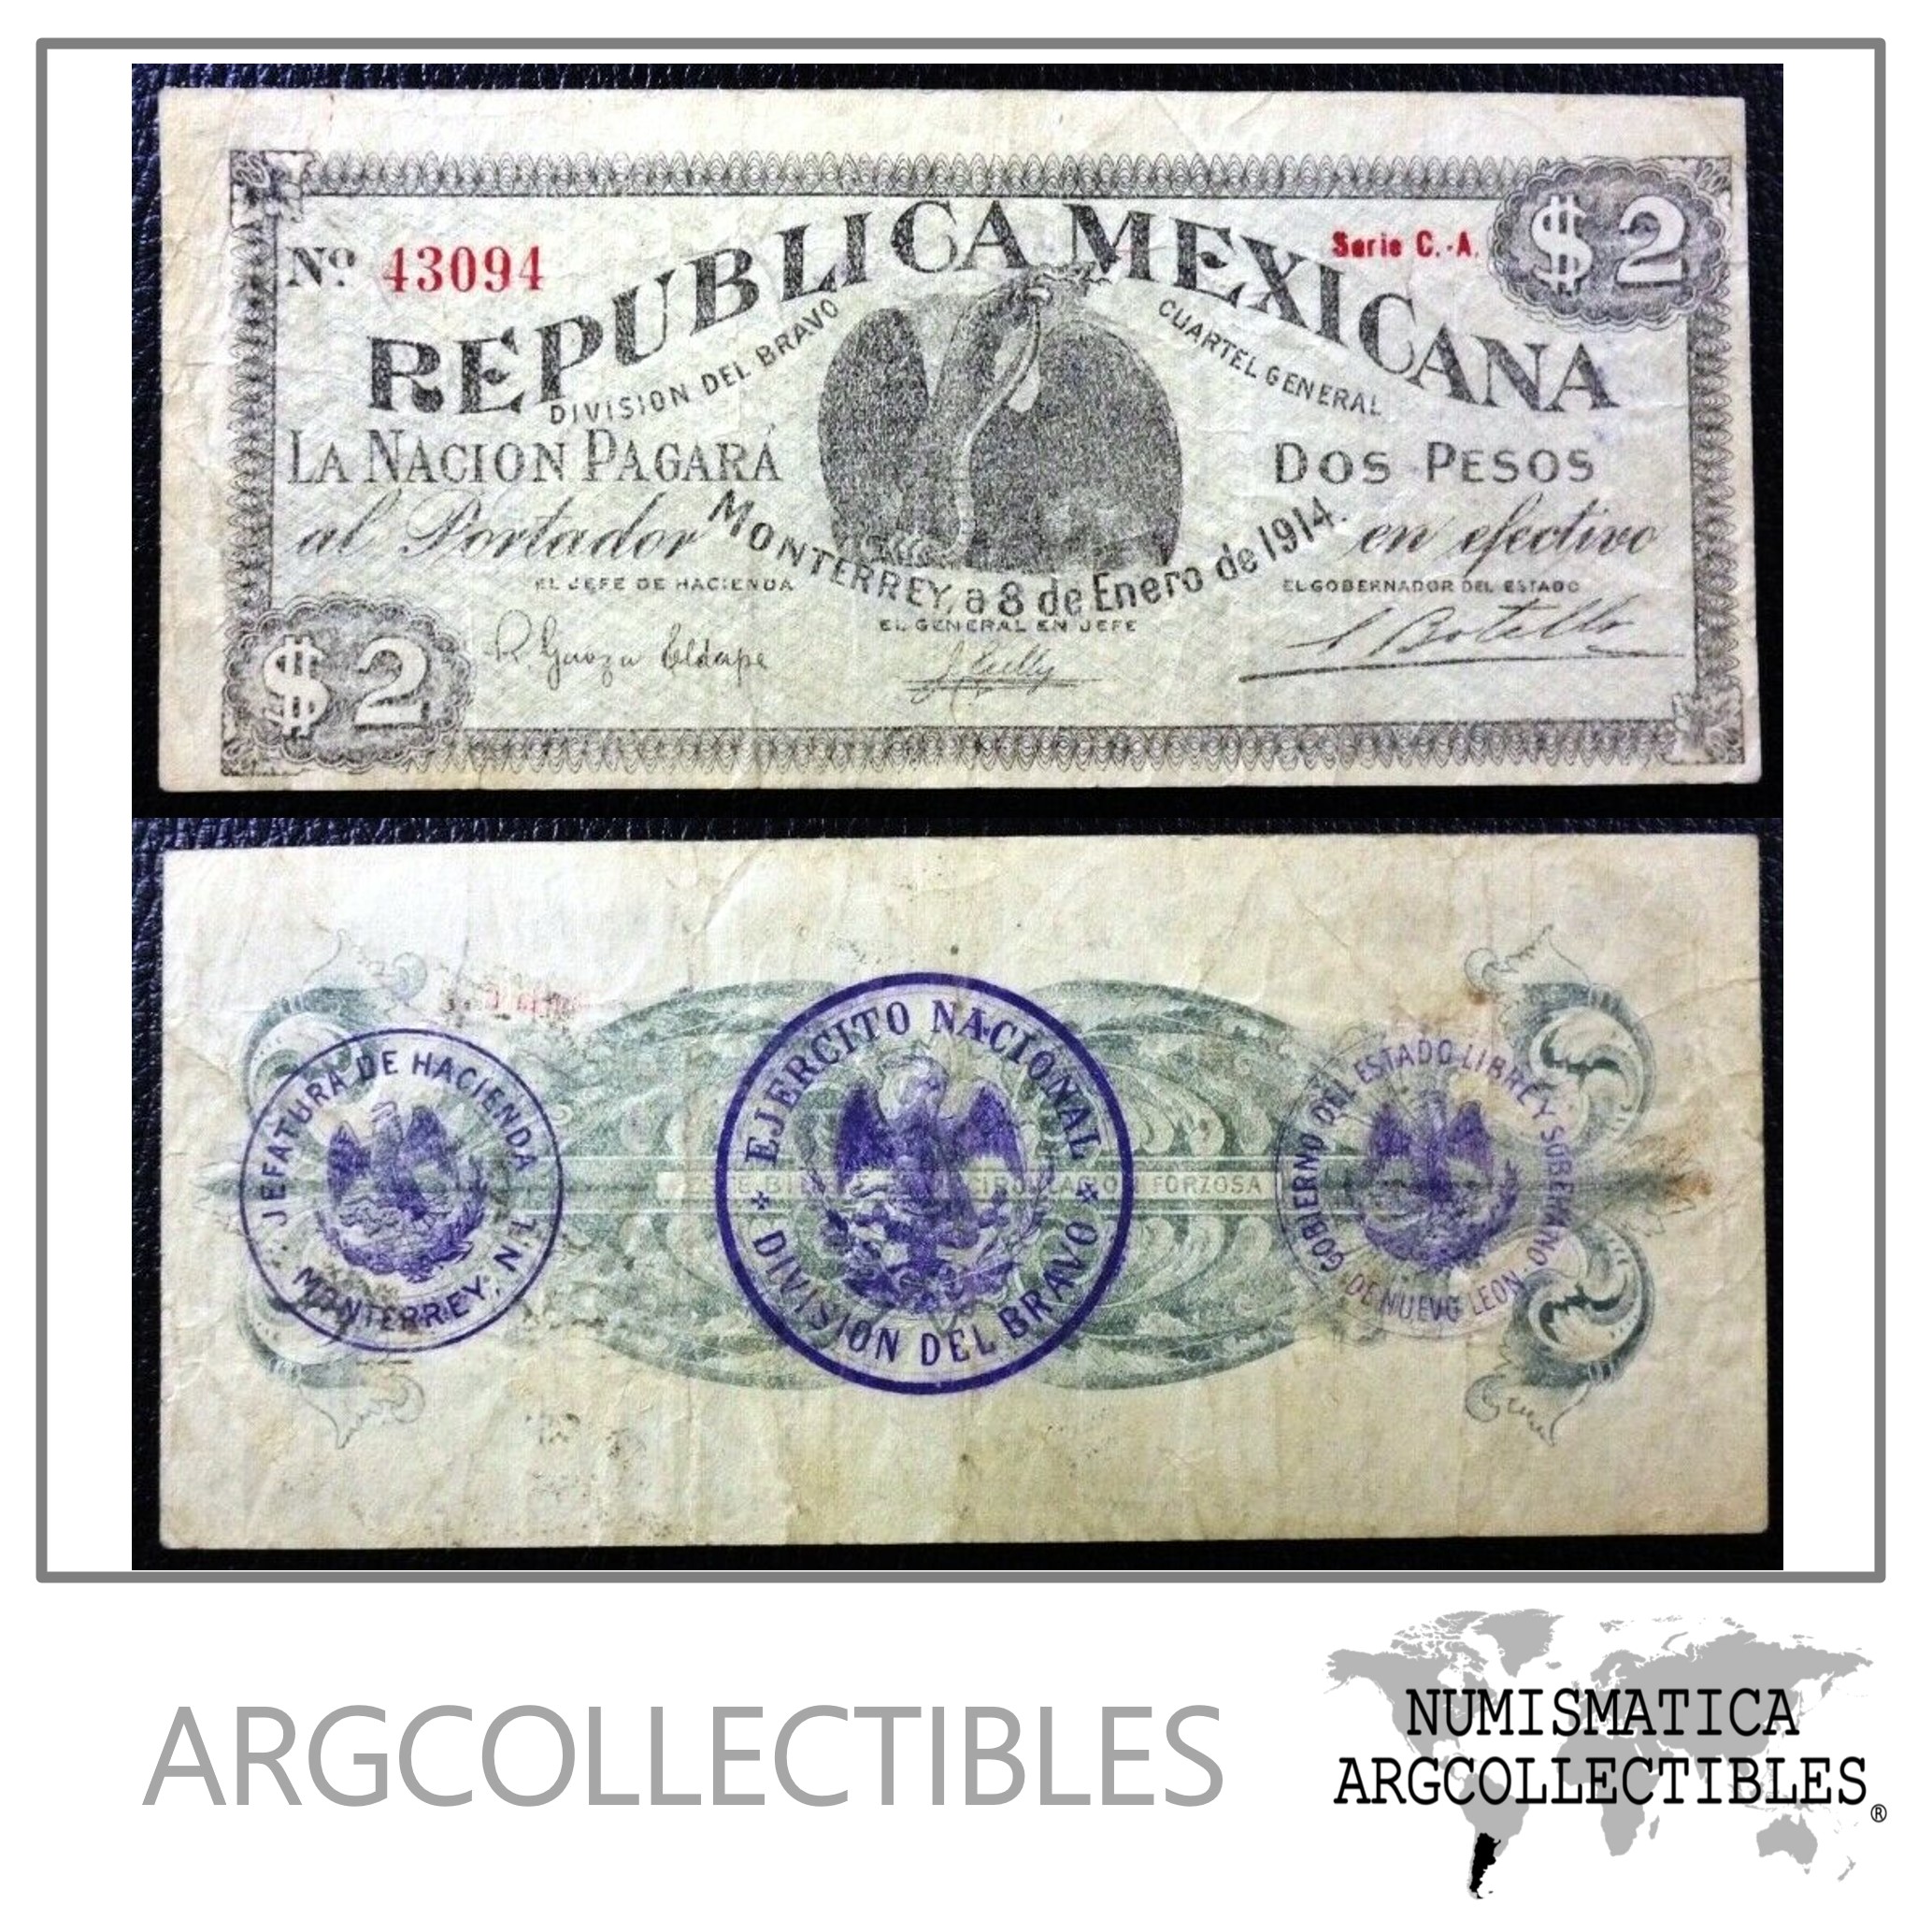 Nº 43094
Serie C.-A.
$2
REPUBLICA MEXICANA
DIVISION DEL BRAVO
CUARTEL GENERAL
LA NACION PAGARÁ
DOS PESOS
al Portador
en efectivo
MONTERREY, a 8 de Enero de 1914.
EL JEFE DE HACIENDA
EL GENERAL EN JEFE
EL GOBERNADOR DEL ESTADO
$2
Botello
JEFATURA DE HACIENDA
MONTERREY, N.L.
EJERCITO NACIONAL
DIVISION DEL BRAVO
FORZOSA
GOBIERNO DEL ESTADO LIBRE Y SOBERANO
DE NUEVO LEON.
ARGCOLLECTIBLES
NUMISMATICA
ARGCOLLECTIBLES®